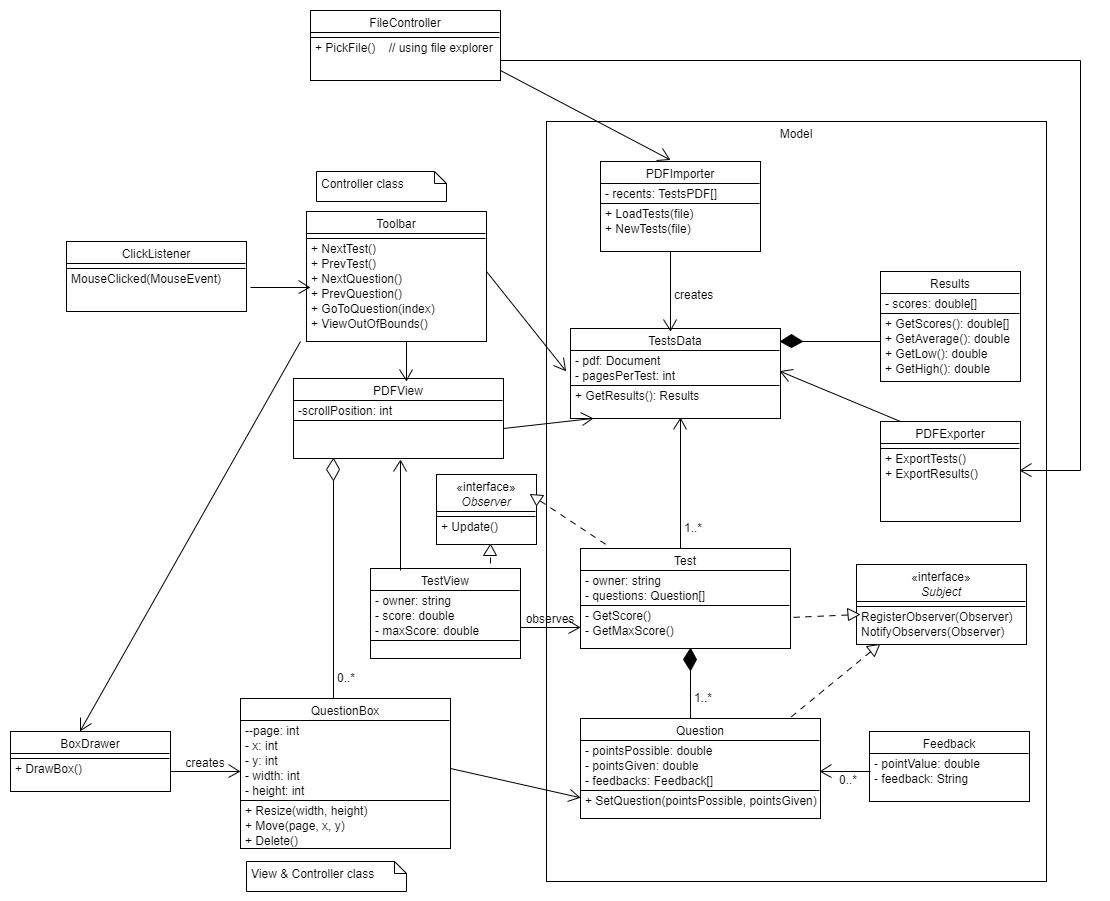 FileController
+ PickFile()    // using file explorer
Model
PDFImporter
- recents: TestsPDF[]
+ LoadTests(file)
+ NewTests(file)
Controller class
Toolbar
+ NextTest()
+ PrevTest()
+ NextQuestion()
+ PrevQuestion()
+ GoToQuestion(index)
+ ViewOutOfBounds()
ClickListener
MouseClicked(MouseEvent)
creates
Results
- scores: double[]
+ GetScores(): double[]
+ GetAverage(): double
+ GetLow(): double
+ GetHigh(): double
TestsData
- pdf: Document
- pagesPerTest: int
+ GetResults(): Results
PDFView
-scrollPosition: int
PDFExporter
+ ExportTests()
+ ExportResults()
«interface»
Observer
+ Update()
1..*
Test
- owner: string
- questions: Question[]
- GetScore()
- GetMaxScore()
«interface»
Subject
RegisterObserver(Observer)
NotifyObservers(Observer)
TestView
- owner: string
- score: double
- maxScore: double
observes
0..*
1..*
QuestionBox
--page: int
- x: int
- y: int
- width: int
- height: int
+ Resize(width, height)
+ Move(page, x, y)
+ Delete()
BoxDrawer
+ DrawBox()
creates
Question
- pointsPossible: double
- pointsGiven: double
- feedbacks: Feedback[]
+ SetQuestion(pointsPossible, pointsGiven)
Feedback
- pointValue: double
- feedback: String
0..*
View & Controller class